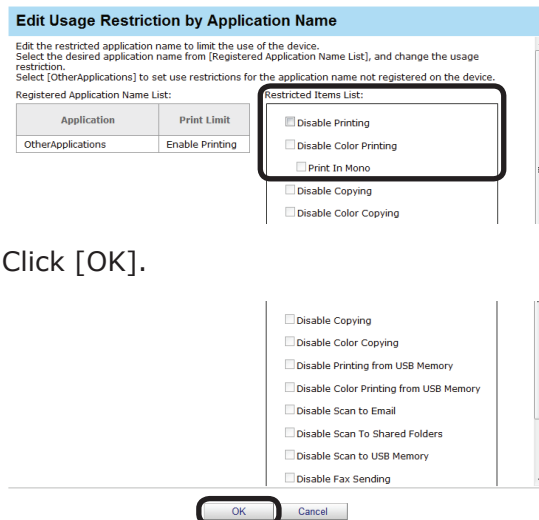 Edit Usage Restriction by Application Name
Edit the restricted application name to limit the use of the device.
Select the desired application name from [Registered Application Name List], and change the usage
restriction.
Select [OtherApplications] to set use restrictions for the application name not registered on the device.
Registered Application Name List:
Application Print Limit
OtherApplications Enable Printing
Restricted Items List:
Disable Printing
Disable Color Printing
Print In Mono
Disable Copying
Disable Color Copying
Click [OK].
Disable Copying
Disable Color Copying
Disable Printing from USB Memory
Disable Color Printing from USB Memory
Disable Scan to Email
Disable Scan To Shared Folders
Disable Scan to USB Memory
Disable Fax Sending
OK Cancel